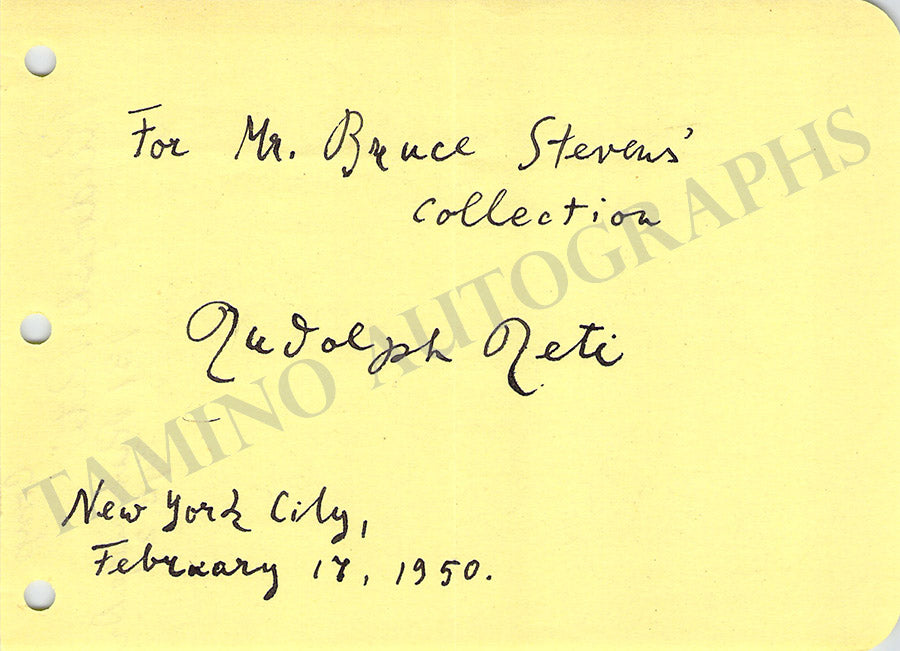 For Mr. Bruce Stevens'
collection
Rudolph Reti
New York City,
February 17, 1950.
TAMINO AUTOGRAPHS